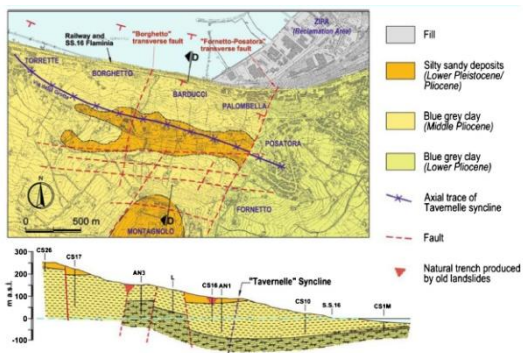 Railway and
SS.16 Flaminia
"Borghetto"
transverse fault
"Fornetto-Posatora"
transverse fault
ZIPA
(Reclamation Area)
TORRETTE
BORGHETTO
BARDUCCI
PALOMBELLA
POSATORA
FORNETTO
MONTAGNOLO
D
D
N
0 500 m
Fill
Silty sandy deposits
(Lower Pleistocene/
Pliocene)
Blue grey clay
(Middle Pliocene)
Blue grey clay
(Lower Pliocene)
Axial trace of
Tavernelle syncline
Fault
Natural trench produced
by old landslides
m a.s.l.
300
200
100
0
-100
CS26
CS17
AN3
L
CS16 AN1
"Tavernelle" Syncline
CS10
S.S.16
CS1M